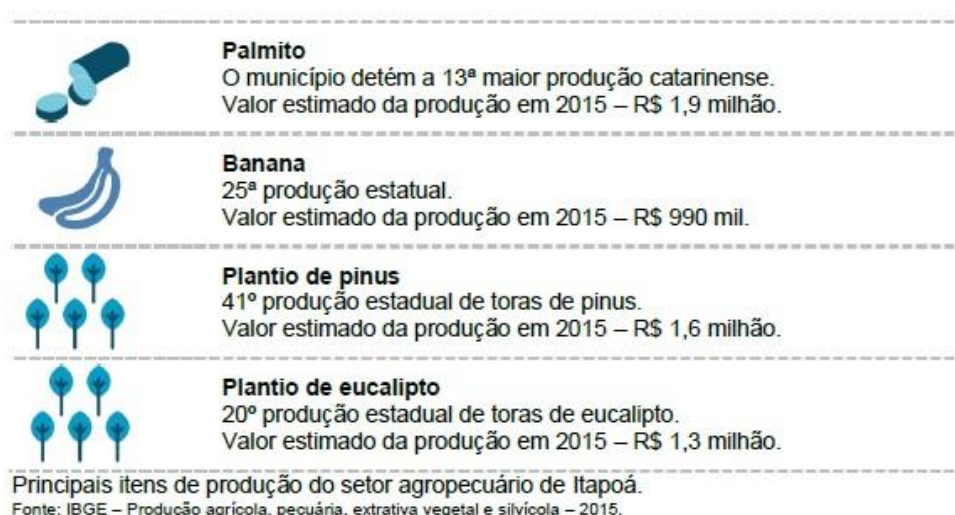 Palmito
O município detém a 13ª maior produção catarinense.
Valor estimado da produção em 2015 – R$ 1,9 milhão.
Banana
25ª produção estatual.
Valor estimado da produção em 2015 – R$ 990 mil.
Plantio de pinus
41º produção estadual de toras de pinus.
Valor estimado da produção em 2015 – R$ 1,6 milhão.
Plantio de eucalipto
20º produção estadual de toras de eucalipto.
Valor estimado da produção em 2015 – R$ 1,3 milhão.
Principais itens de produção do setor agropecuário de Itapoá.
Fonte: IBGE – Produção agrícola, pecuária, extrativa vegetal e silvícola – 2015.